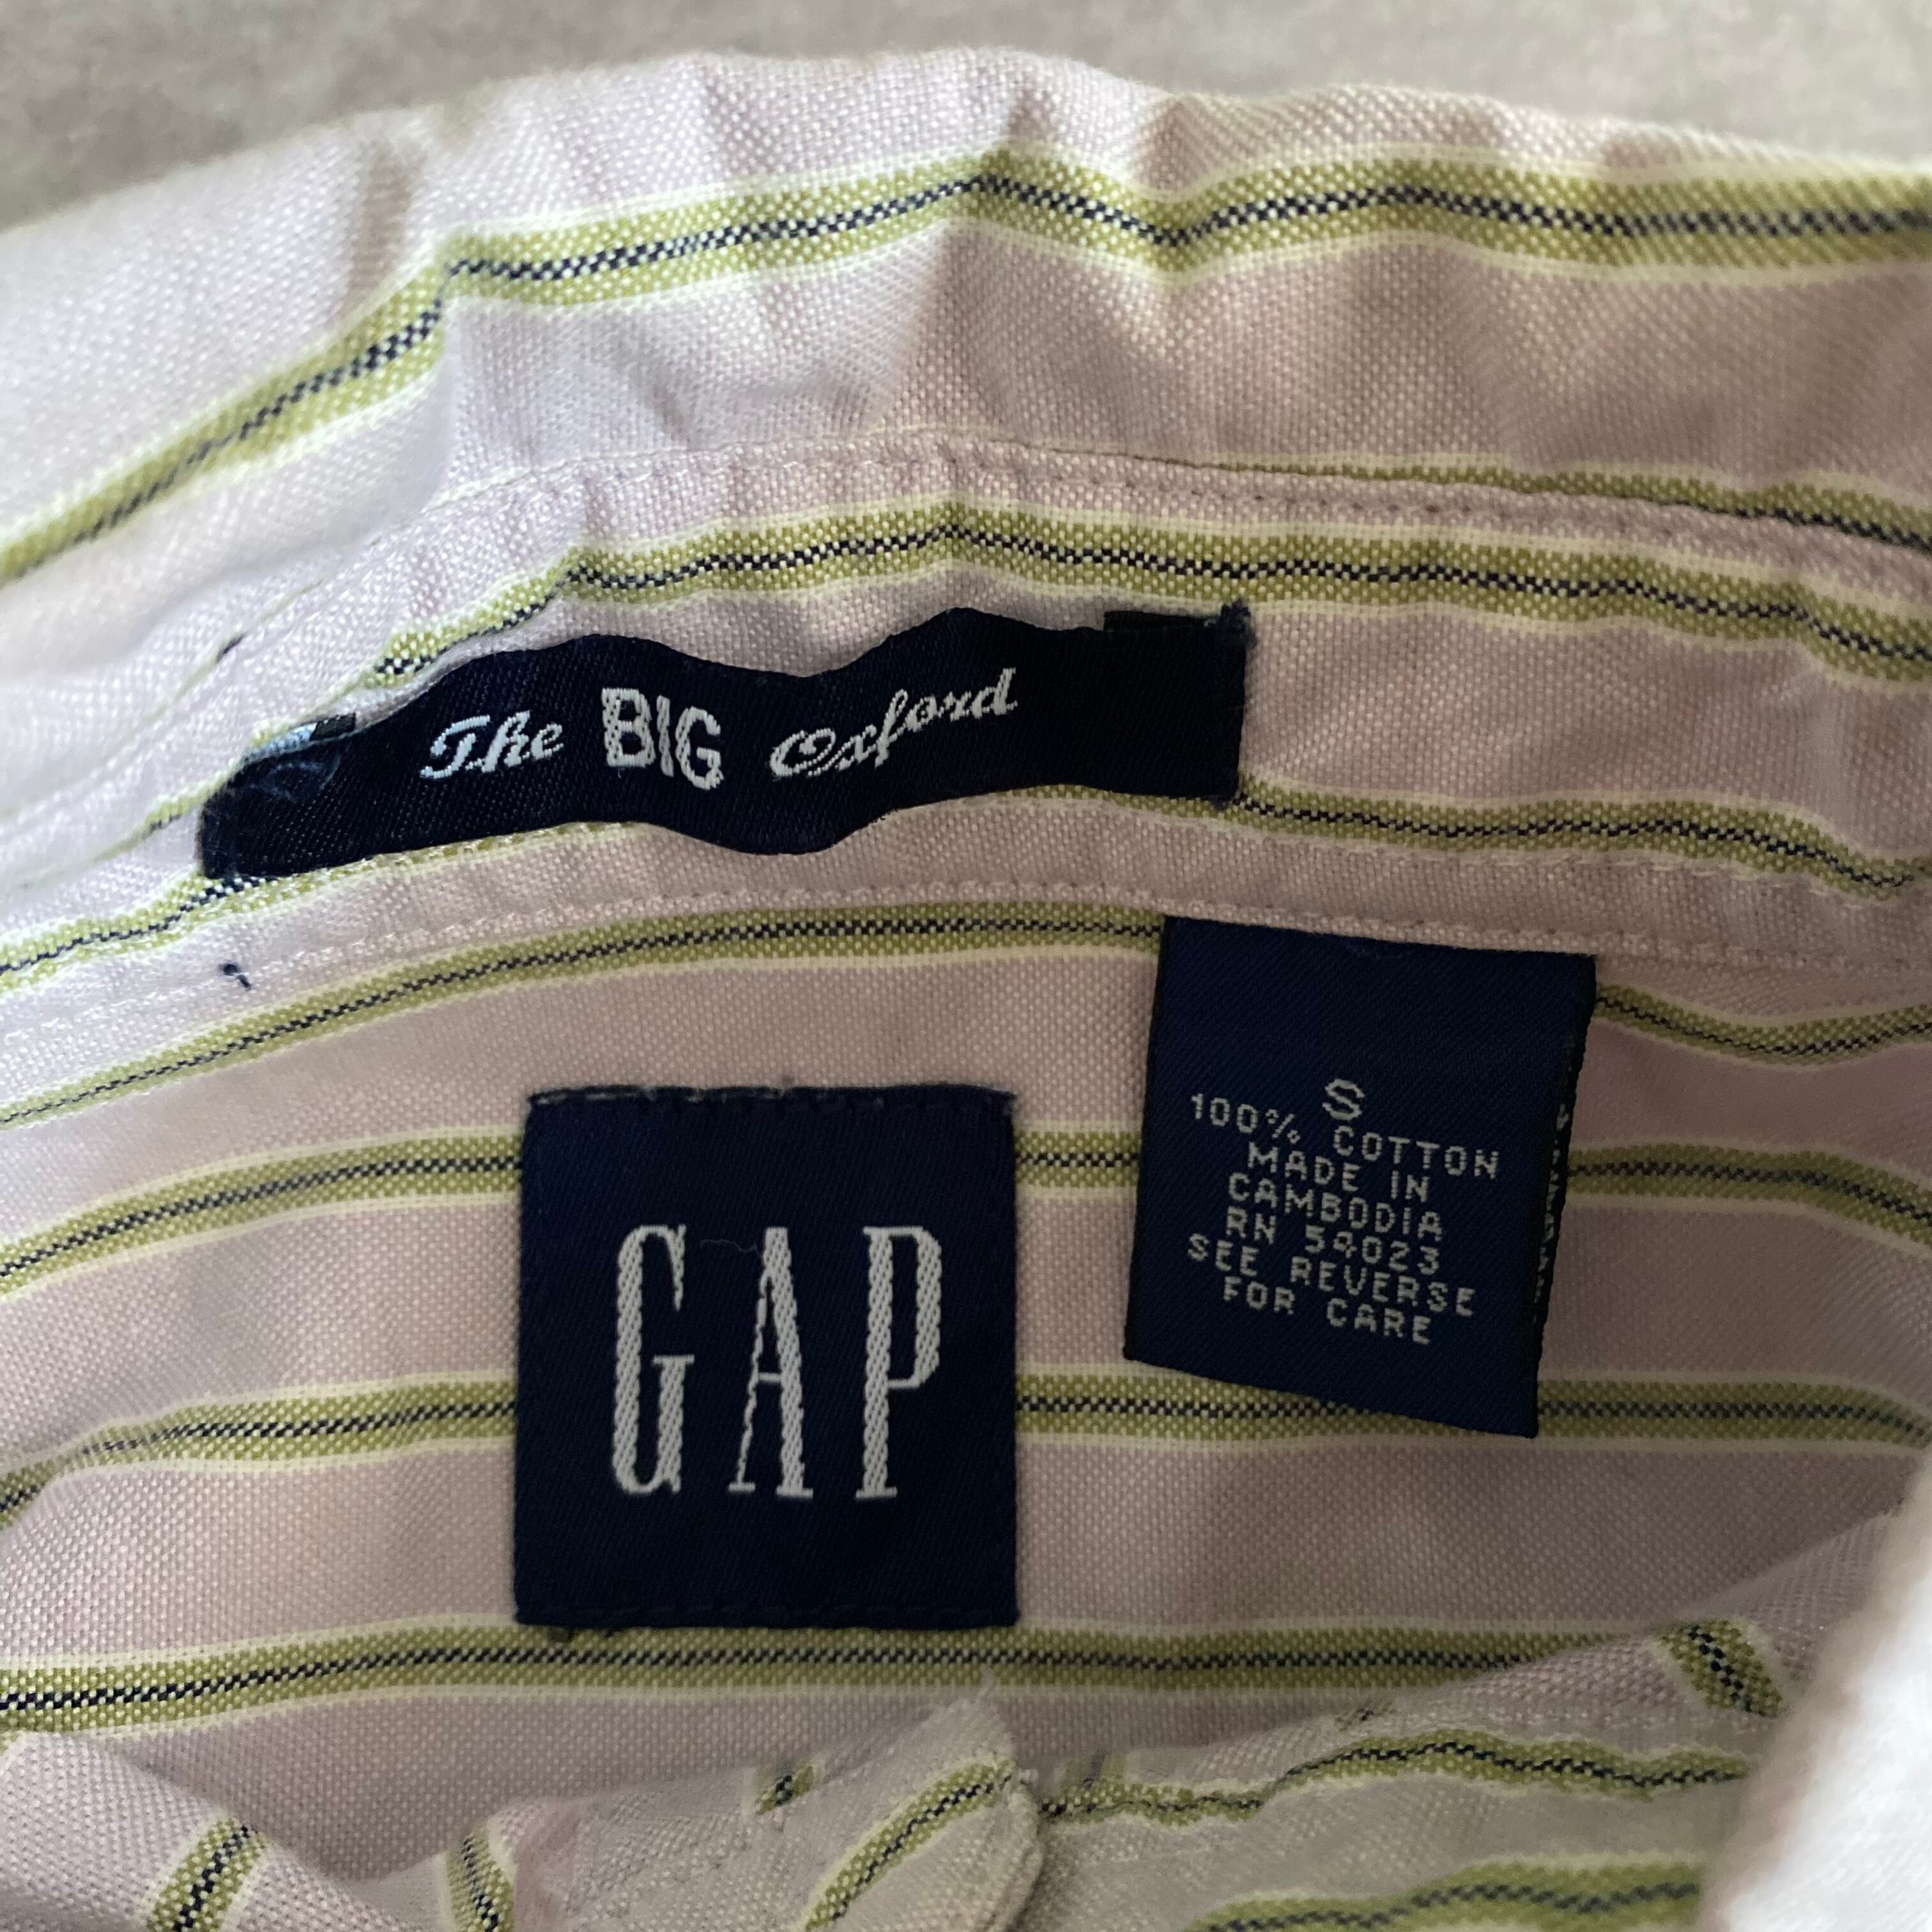 The BIG Oxford
GAP
S
100% COTTON
MADE IN
CAMBODIA
RN 54023
SEE REVERSE
FOR CARE